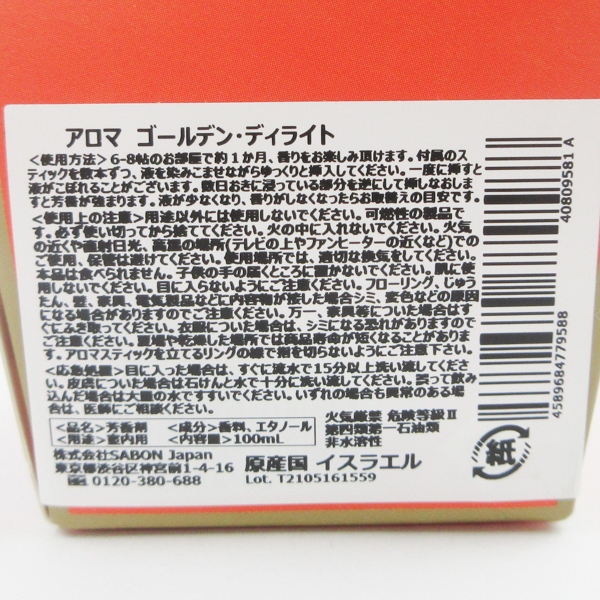 アロマ ゴールデン・ディライト
<使用方法>6-8帖のお部屋で約1か月、香りをお楽しみ頂けます。付属のス
ティックを数本ずつ、液を染みこませながらゆっくりと挿入してください。一度に挿すと
液がこぼれることがございます。数日おきに浸っている部分を逆にして挿しなおしま
すと芳香が強まります。液が少なくなり、香りがしなくなったらお取替えの目安です。
<使用上の注意>用途以外には使用しないでください。可燃性の製品で
す。必ず使い切ってから捨ててください。火の中に入れないでください。火気
の近くや直射日光、高温の場所(テレビの上やファンヒーターの近くなど)での
ご使用、保管は避けてください。使用場所では、適切な換気をしてください。
本品は食べられません。子供の手の届くところに置かないでください。肌に使
用しないでください。目に入らないようにご注意ください。フローリング、じゅう
たん、畳、家具、電気製品などに内容物が接した場合シミ、変色などの原因
になる場合がありますのでご注意ください。万一、家具等についた場合はす
ぐにふき取ってください。衣服についた場合は、シミになる恐れがありますので
ご注意ください。夏場や乾燥した場所では商品寿命が短くなることがありま
す。アロマスティックを立てるリングの縁で指を切らないようにご注意下さい。
<応急処置>目に入った場合は、すぐに流水で15分以上洗い流してくだ
さい。皮膚についた場合は石けんと水で十分に洗い流してください。誤って飲み
込んだ場合は大量の水ですすいでください。いずれの場合も異常のある場
合は、医師にご相談ください。
<品名>芳香剤 <成分>香料、エタノール
<用途>室内用 <内容量>100mL
火気厳禁 危険等級Ⅱ
第四類第一石油類
非水溶性
株式会社SABON Japan
東京都渋谷区神宮前1-4-16
0120-380-688
原産国 イスラエル
Lot. T2105161559
紙
40809581 A
4589684779588